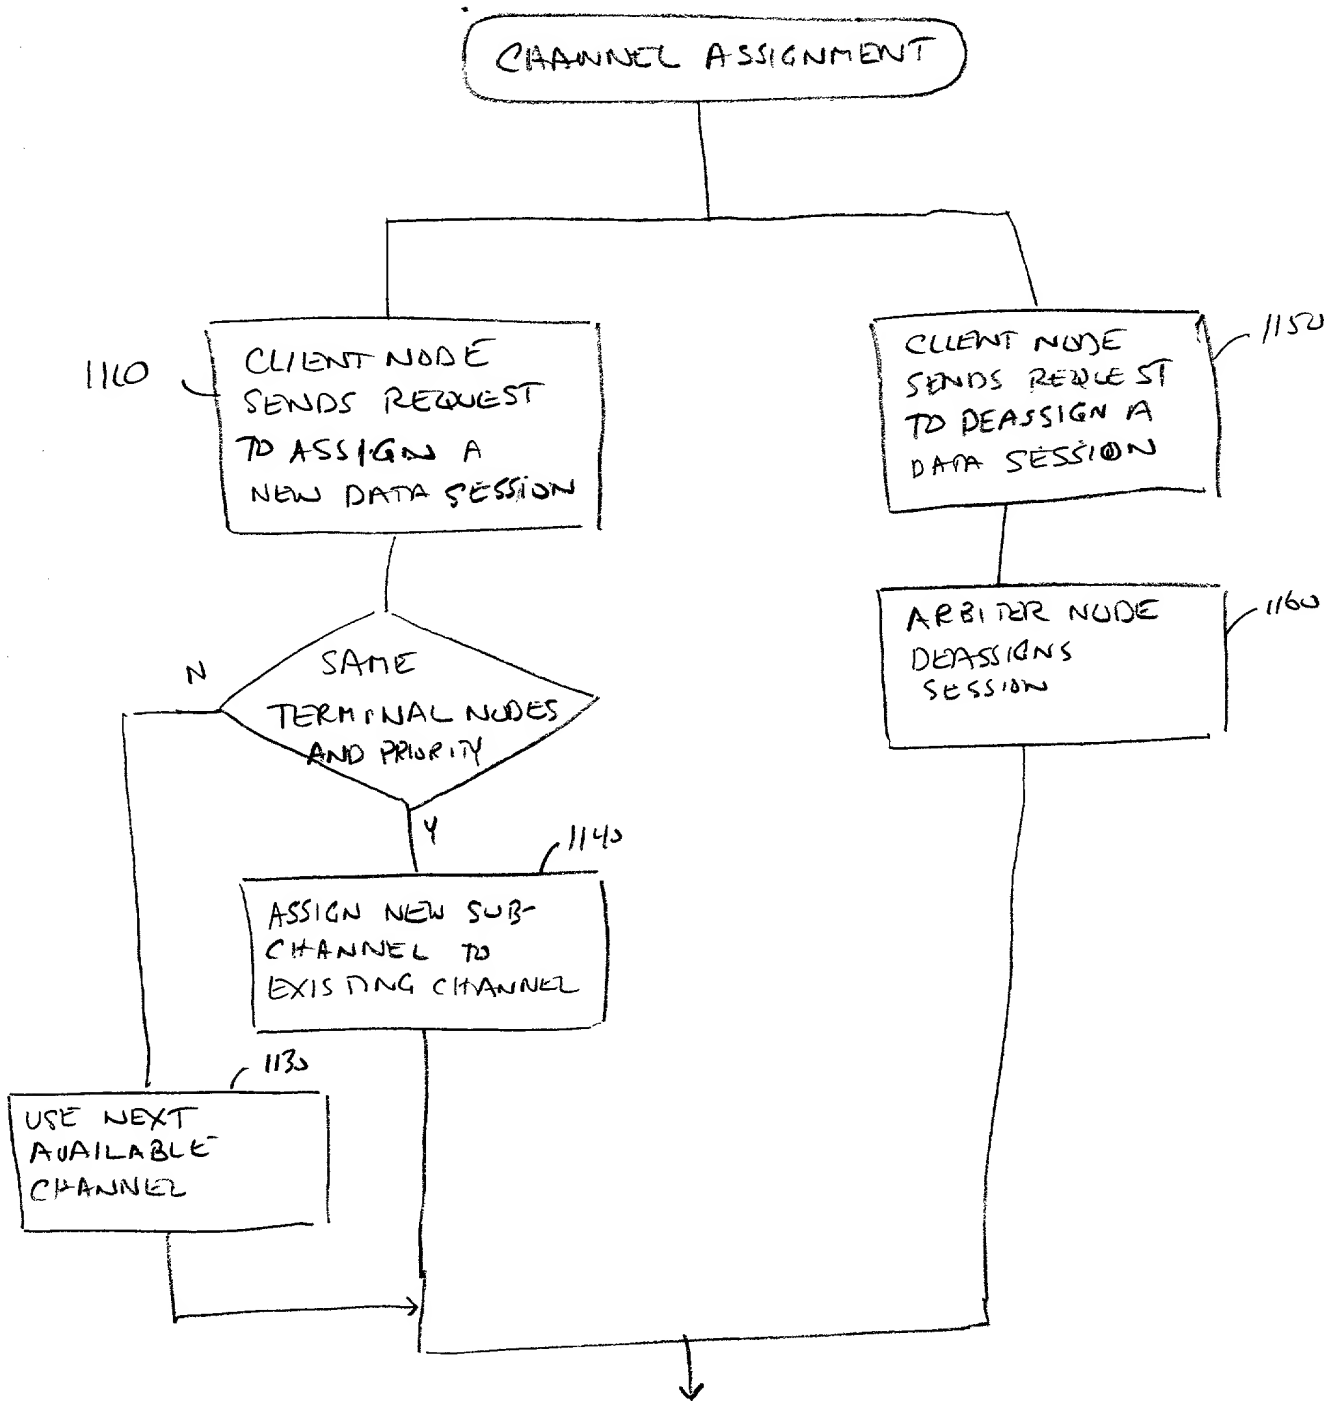 CHANNEL ASSIGNMENT
1110
CLIENT NODE
SENDS REQUEST
TO ASSIGN A
NEW DATA SESSION
CLIENT NODE
SENDS REQUEST
TO DEASSIGN A
DATA SESSION
1150
N
SAME
TERMINAL NODES
AND PRIORITY
Y
ARBITER NODE
DEASSIGNS
SESSION
1160
1140
ASSIGN NEW SUB-
CHANNEL TO
EXISTING CHANNEL
1130
USE NEXT
AVAILABLE
CHANNEL